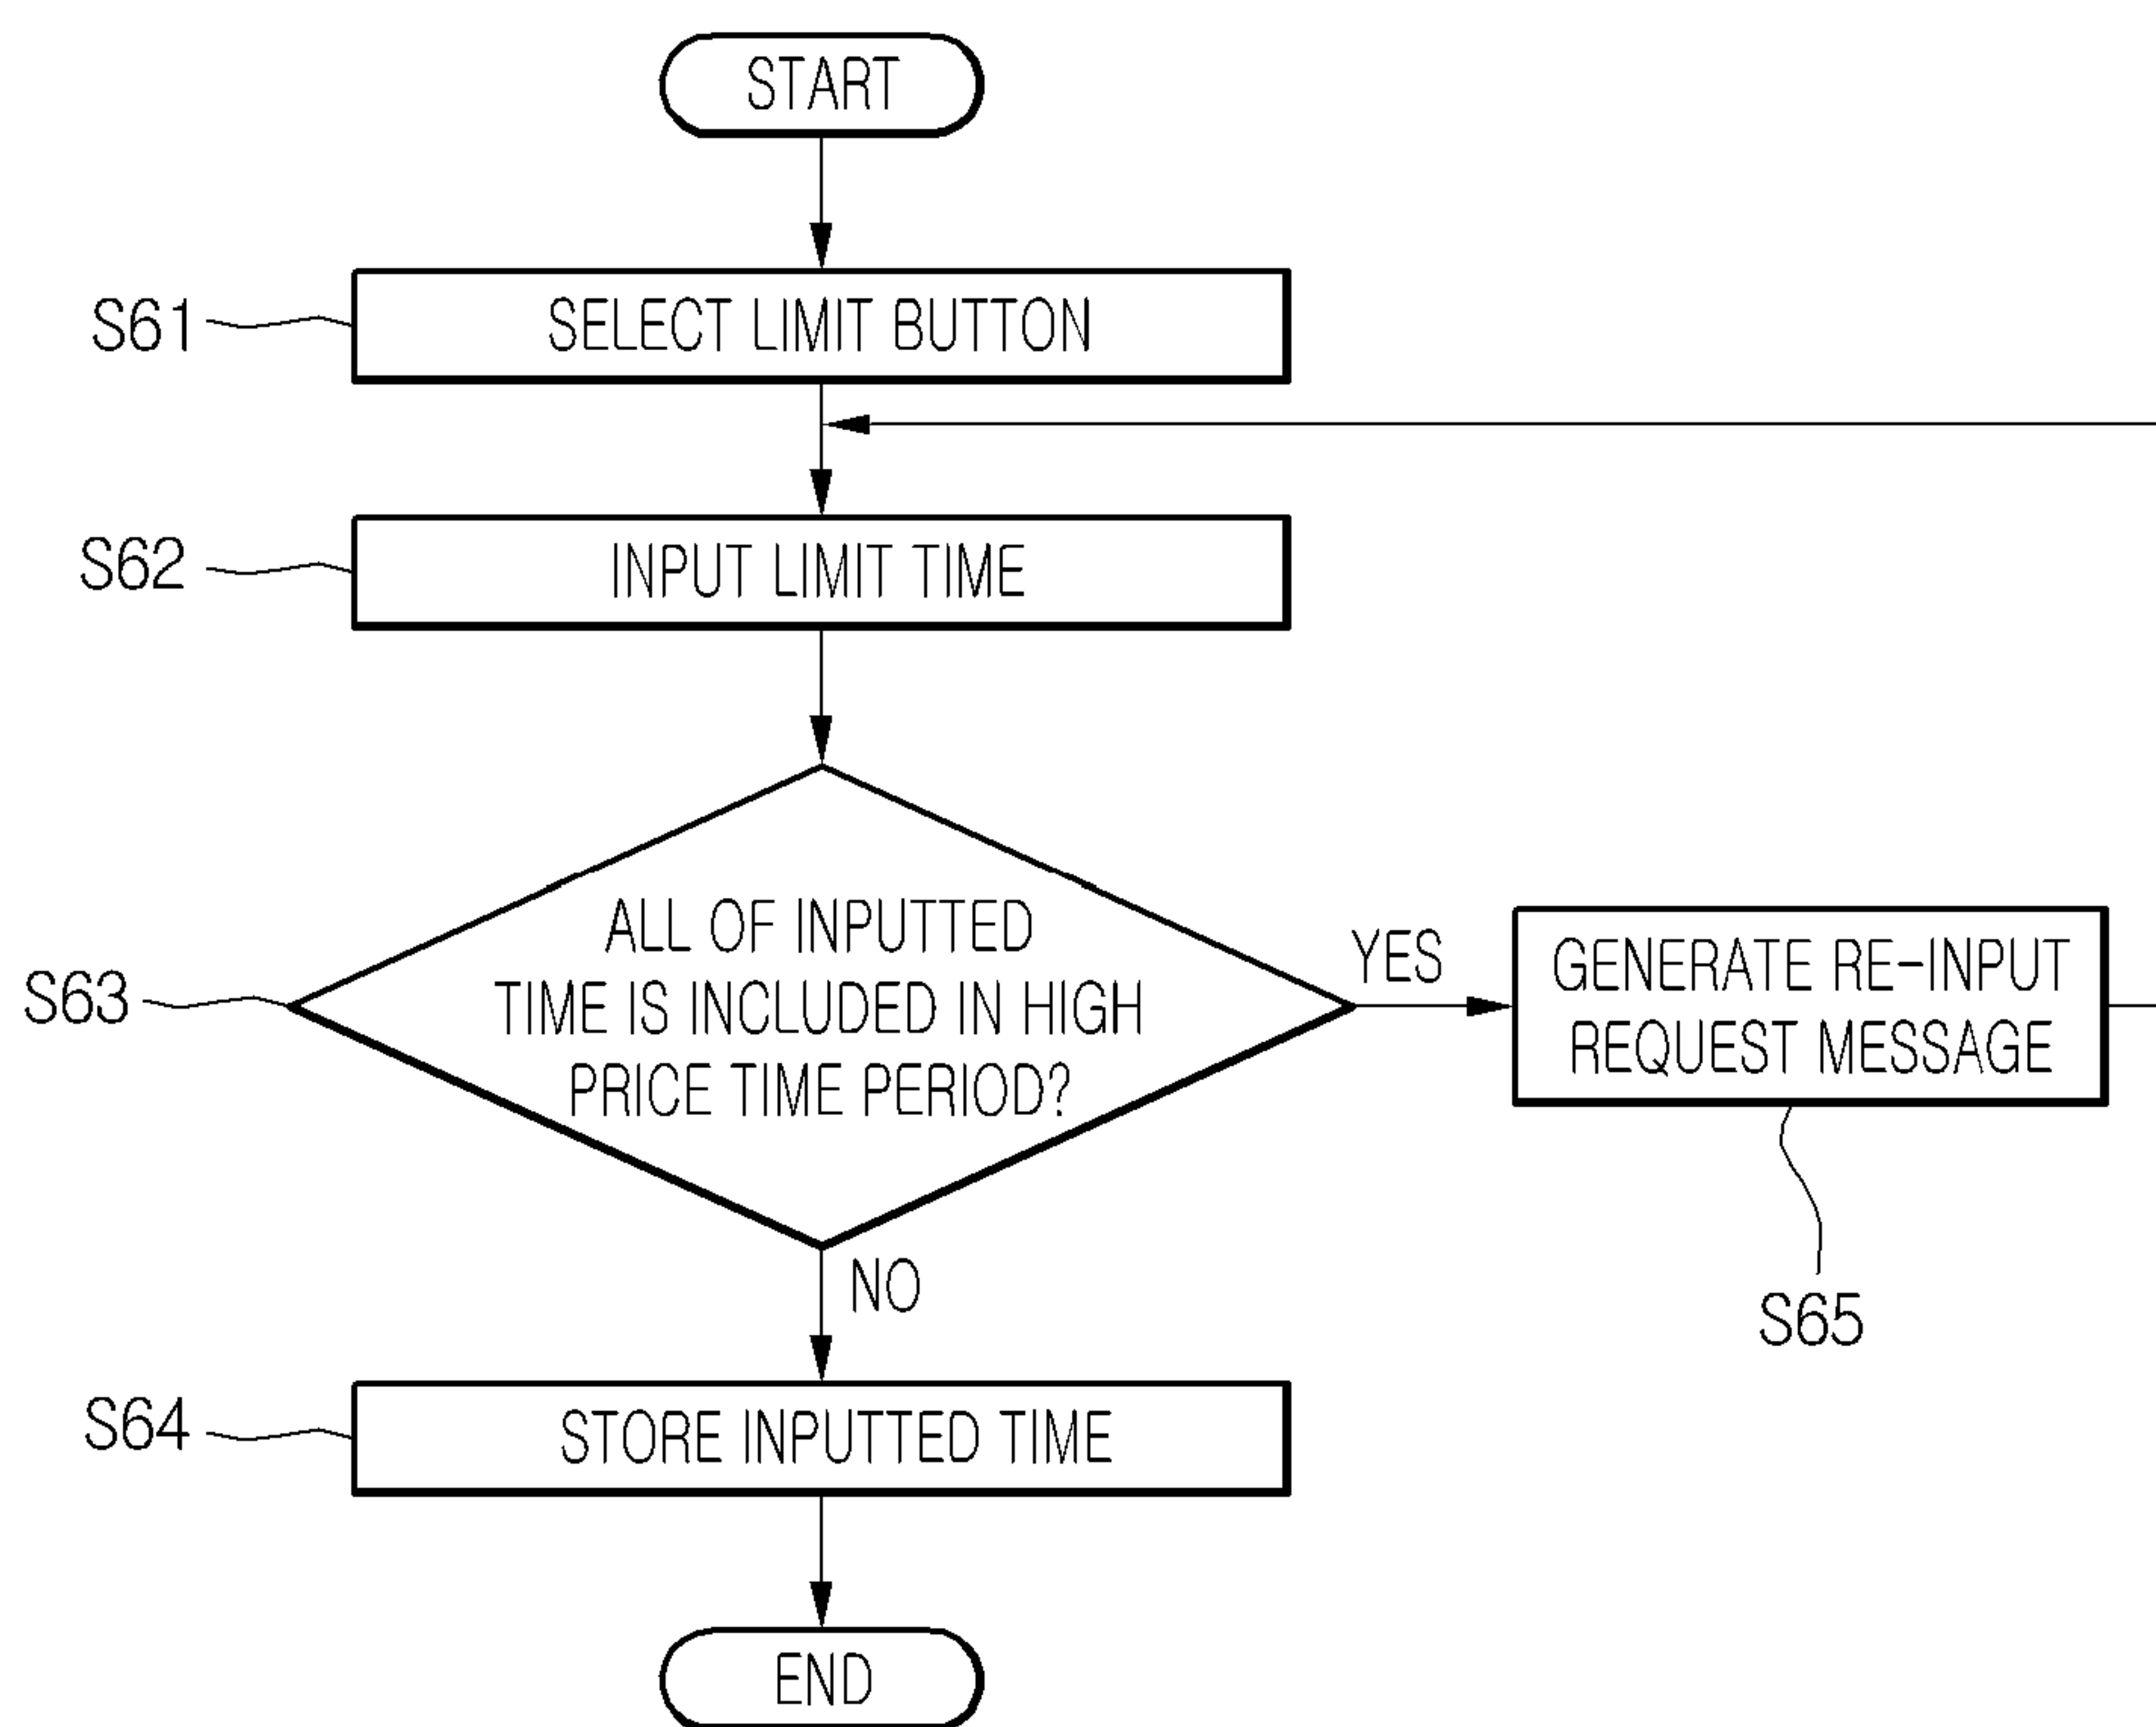 START
S61
SELECT LIMIT BUTTON
S62
INPUT LIMIT TIME
S63
ALL OF INPUTTED
TIME IS INCLUDED IN HIGH
PRICE TIME PERIOD?
YES
GENERATE RE-INPUT
REQUEST MESSAGE
S65
NO
S64
STORE INPUTTED TIME
END